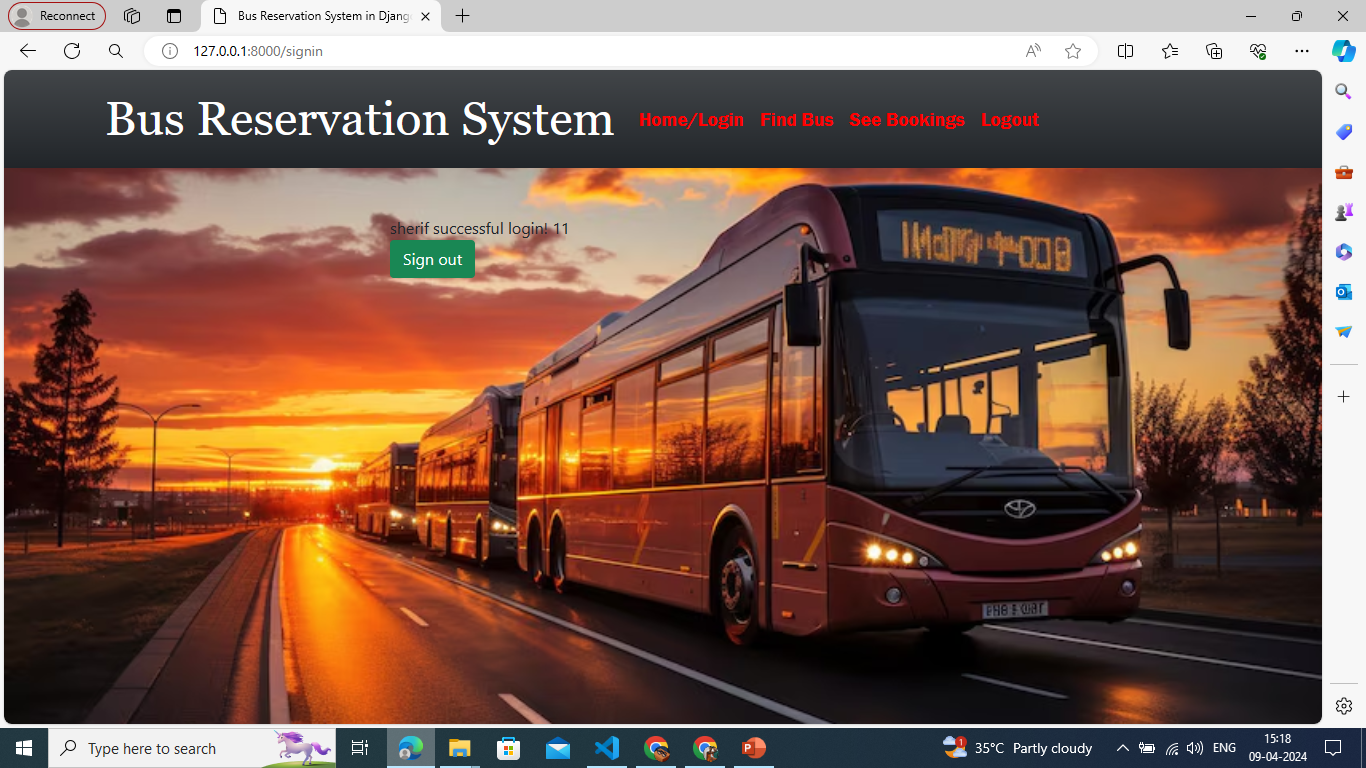 Reconnect
Bus Reservation System in Djang
127.0.0.1:8000/signin
Bus Reservation System
Home/Login Find Bus See Bookings Logout
sherif successful login! 11
Sign out
Type here to search
1
35°C Partly cloudy
ENG
15:18
09-04-2024